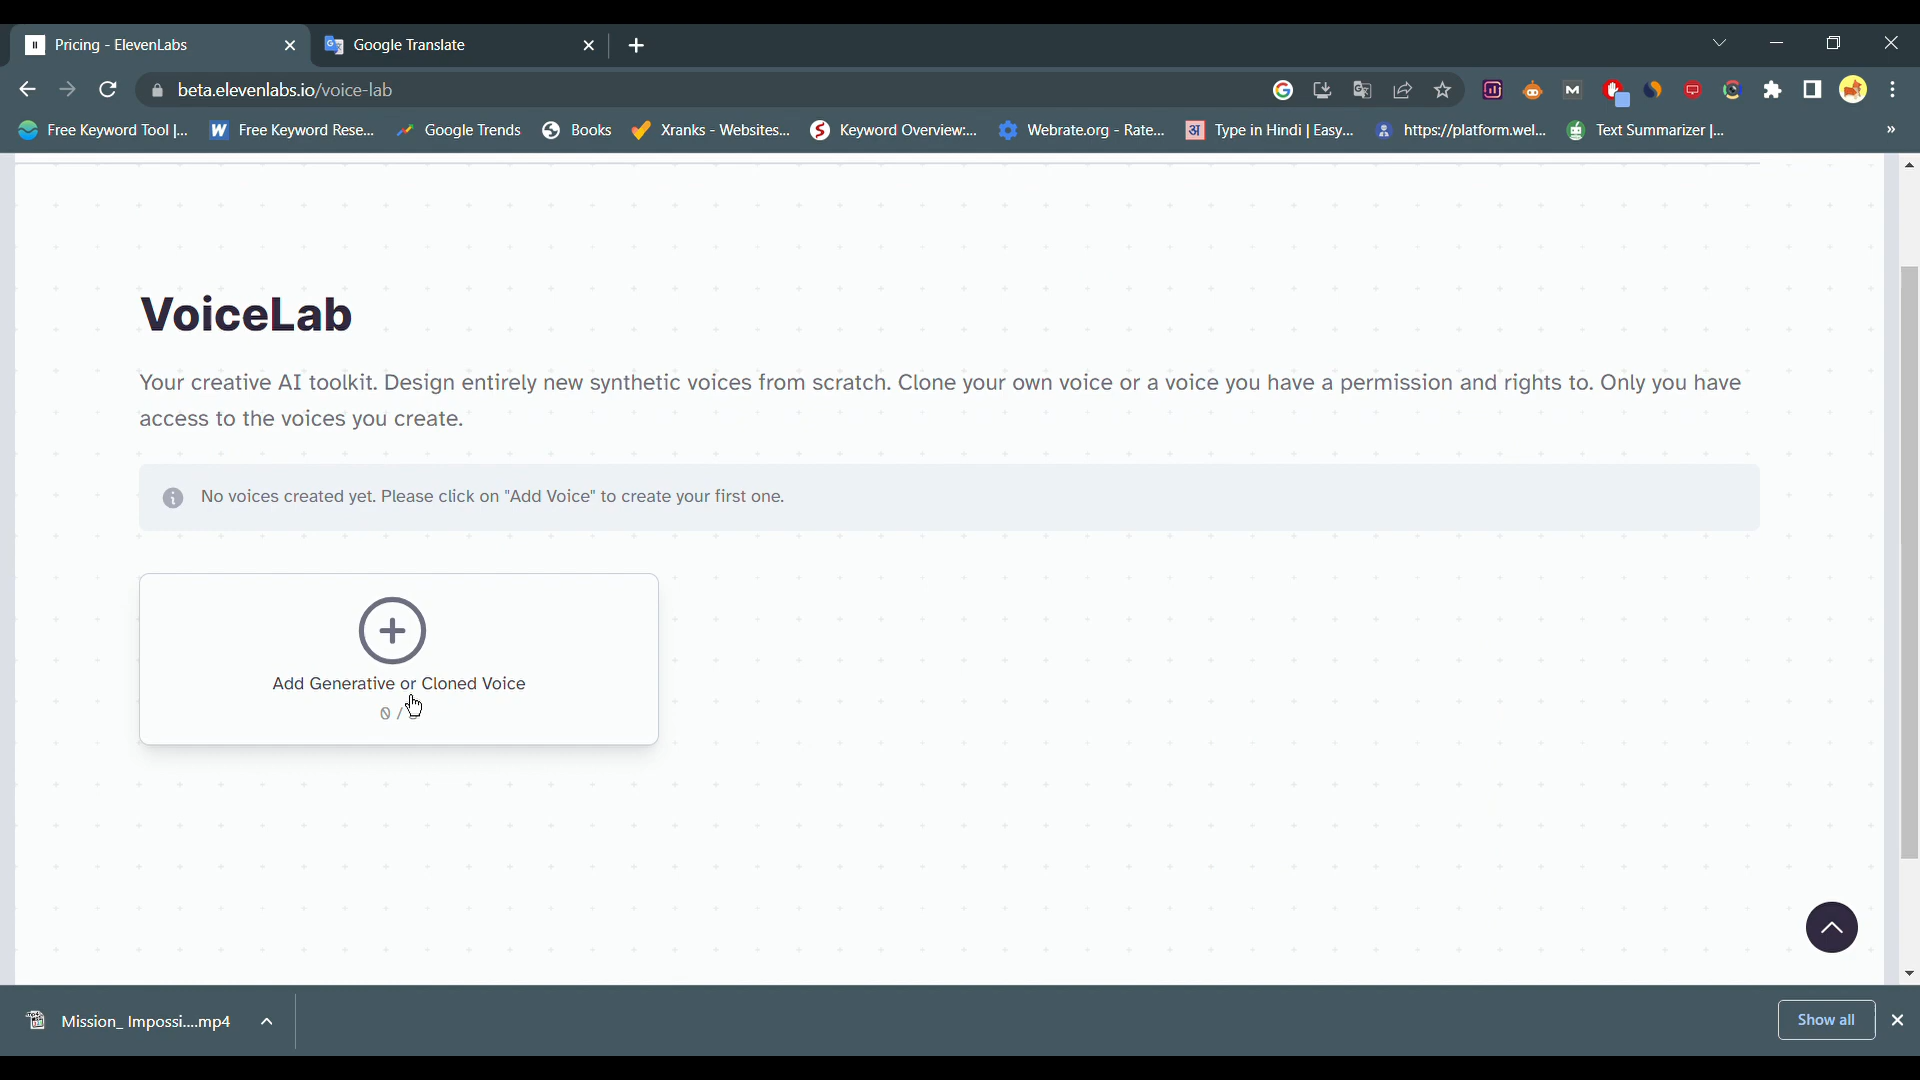 Pricing - ElevenLabs
Google Translate
beta.elevenlabs.io/voice-lab
Free Keyword Tool |...
Free Keyword Rese...
Google Trends
Books
Xranks - Websites...
Keyword Overview:...
Webrate.org - Rate...
Type in Hindi | Easy...
https://platform.wel...
Text Summarizer |...
»
VoiceLab
Your creative AI toolkit. Design entirely new synthetic voices from scratch. Clone your own voice or a voice you have a permission and rights to. Only you have
access to the voices you create.
No voices created yet. Please click on "Add Voice" to create your first one.
Add Generative or Cloned Voice
0 /
Mission_ Impossi....mp4
Show all